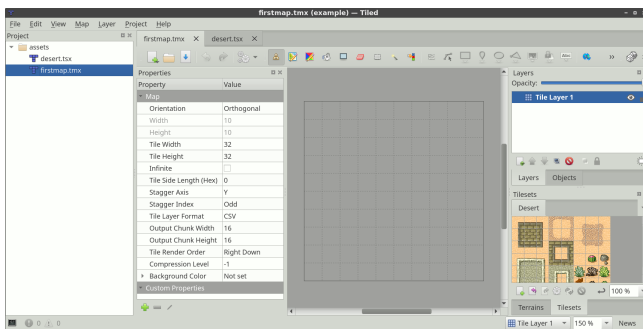 firstmap.tmx (example) — Tiled
File Edit View Map Layer Project Help
Project
assets
desert.tsx
firstmap.tmx
firstmap.tmx
desert.tsx
Properties
Property Value
Map
Orientation Orthogonal
Width 10
Height 10
Tile Width 32
Tile Height 32
Infinite
Tile Side Length (Hex) 0
Stagger Axis Y
Stagger Index Odd
Tile Layer Format CSV
Output Chunk Width 16
Output Chunk Height 16
Tile Render Order Right Down
Compression Level -1
Background Color Not set
Custom Properties
Layers
Opacity:
Tile Layer 1
Layers Objects
Tilesets
Desert
100 %
Terrains Tilesets
0 0
Tile Layer 1 150 % News